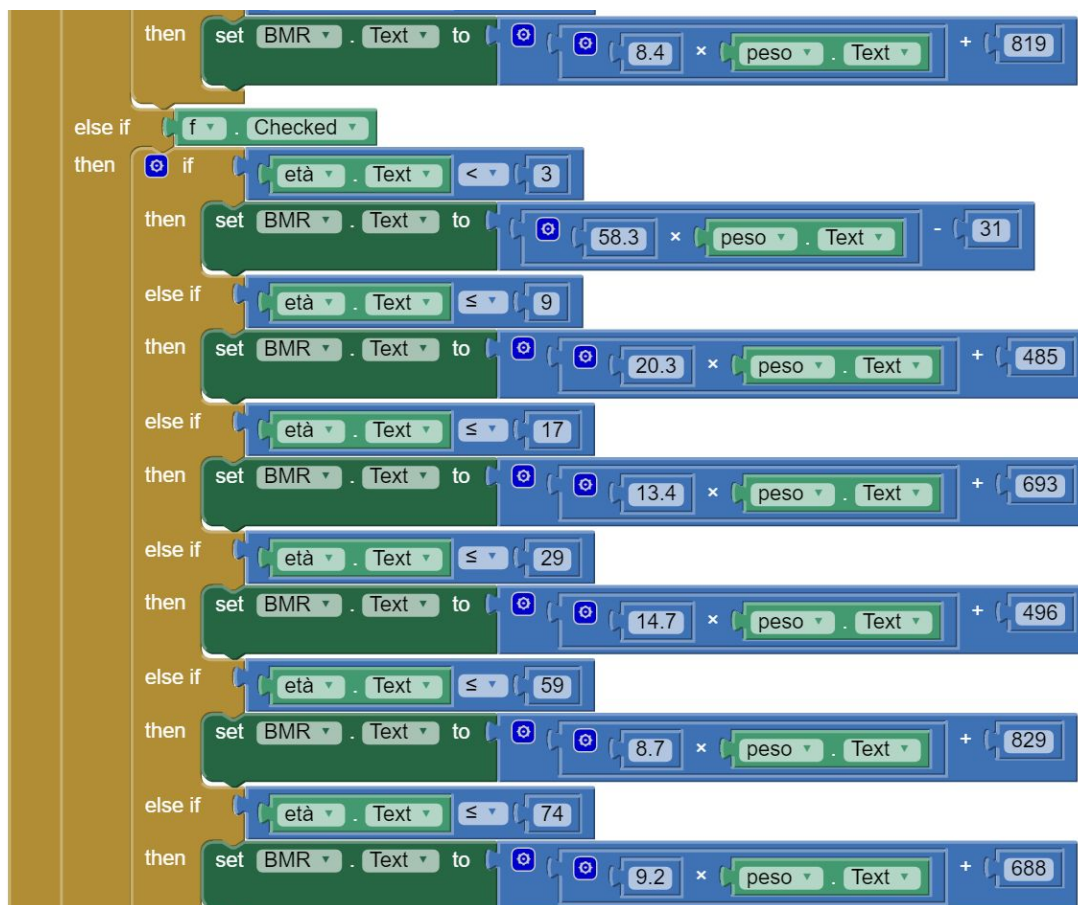 then set BMR . Text to 8.4 × peso . Text + 819
else if f . Checked
then if età . Text < 3
then set BMR . Text to 58.3 × peso . Text - 31
else if età . Text ≤ 9
then set BMR . Text to 20.3 × peso . Text + 485
else if età . Text ≤ 17
then set BMR . Text to 13.4 × peso . Text + 693
else if età . Text ≤ 29
then set BMR . Text to 14.7 × peso . Text + 496
else if età . Text ≤ 59
then set BMR . Text to 8.7 × peso . Text + 829
else if età . Text ≤ 74
then set BMR . Text to 9.2 × peso . Text + 688